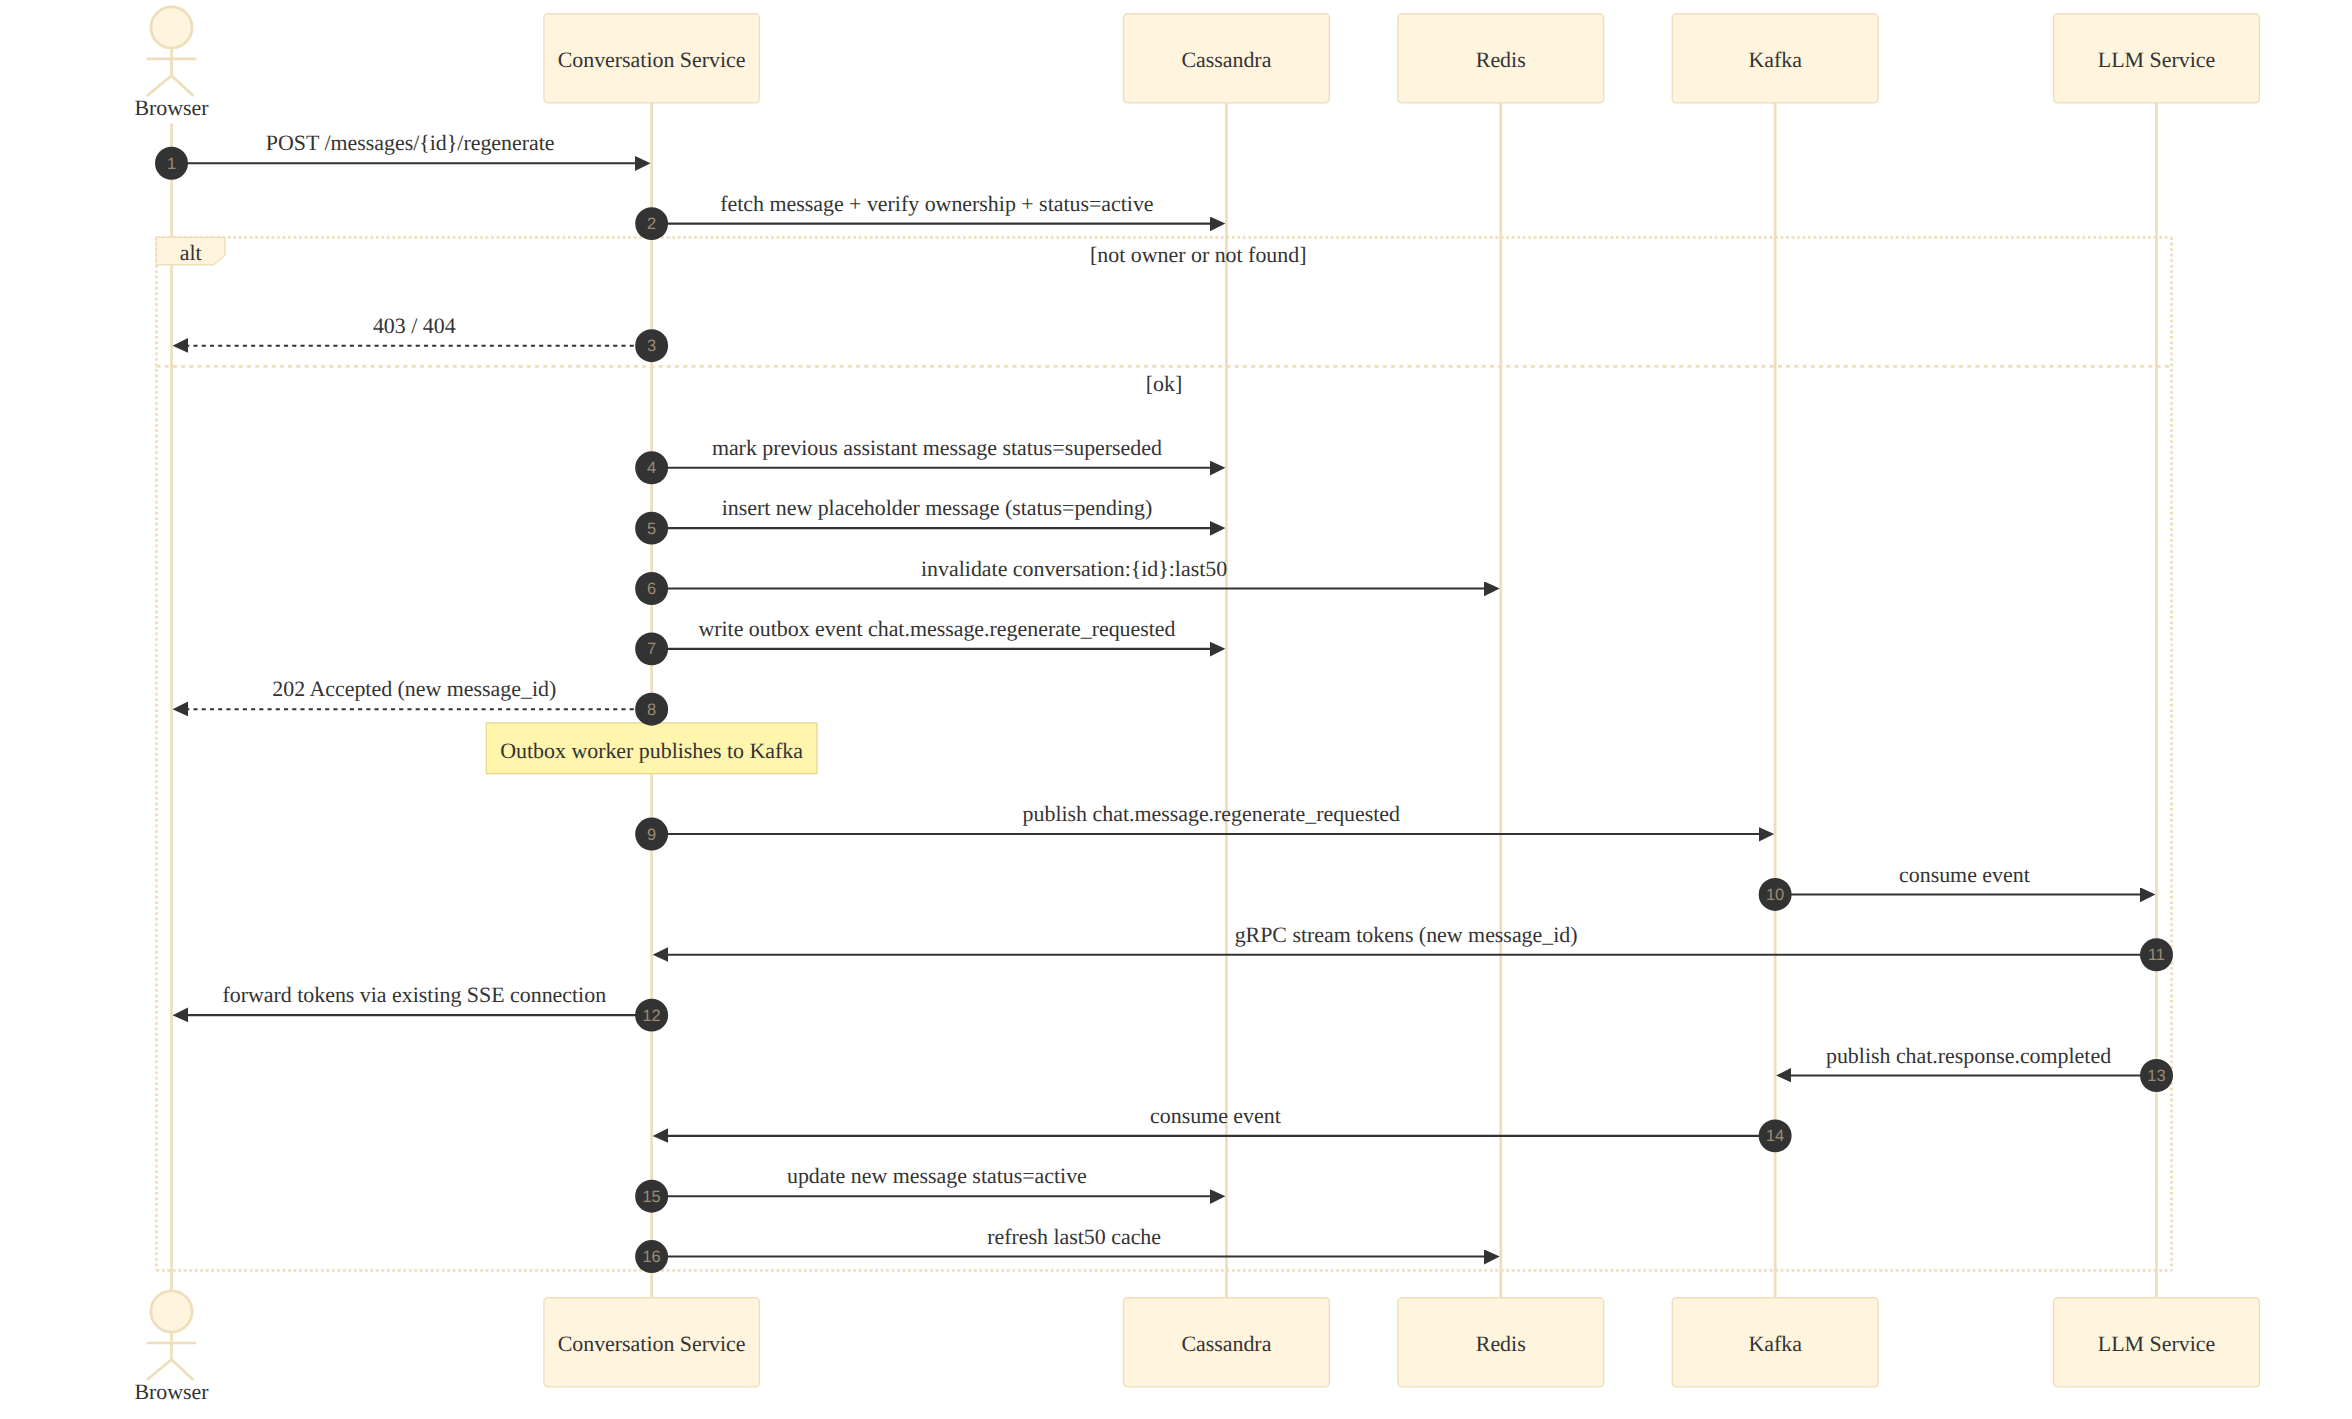 Browser
Conversation Service
Cassandra
Redis
Kafka
LLM Service
POST /messages/{id}/regenerate
1
fetch message + verify ownership + status=active
2
alt
[not owner or not found]
403 / 404
3
[ok]
mark previous assistant message status=superseded
4
insert new placeholder message (status=pending)
5
invalidate conversation:{id}:last50
6
write outbox event chat.message.regenerate_requested
7
202 Accepted (new message_id)
8
Outbox worker publishes to Kafka
publish chat.message.regenerate_requested
9
consume event
10
gRPC stream tokens (new message_id)
11
forward tokens via existing SSE connection
12
publish chat.response.completed
13
consume event
14
update new message status=active
15
refresh last50 cache
16
Browser
Conversation Service
Cassandra
Redis
Kafka
LLM Service